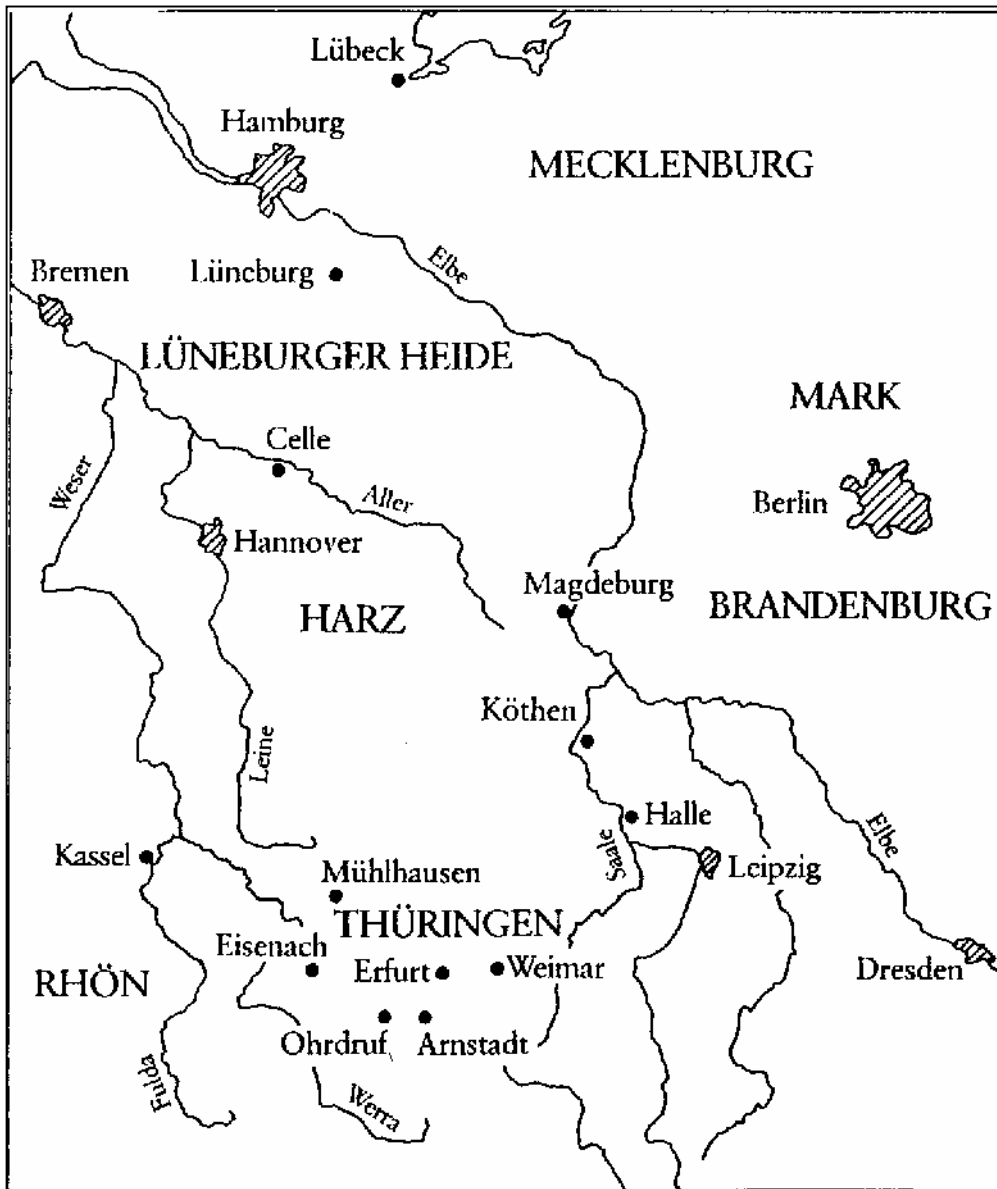 Lübeck
Hamburg
MECKLENBURG
Elbe
Bremen
Lüneburg
LÜNEBURGER HEIDE
MARK
Celle
Weser
Aller
Berlin
Hannover
Magdeburg
BRANDENBURG
HARZ
Köthen
Leine
Halle
Elbe
Saale
Kassel
Leipzig
Mühlhausen
THÜRINGEN
Eisenach
Erfurt
Weimar
Dresden
RHÖN
Ohrdruf
Arnstadt
Fulda
Werra